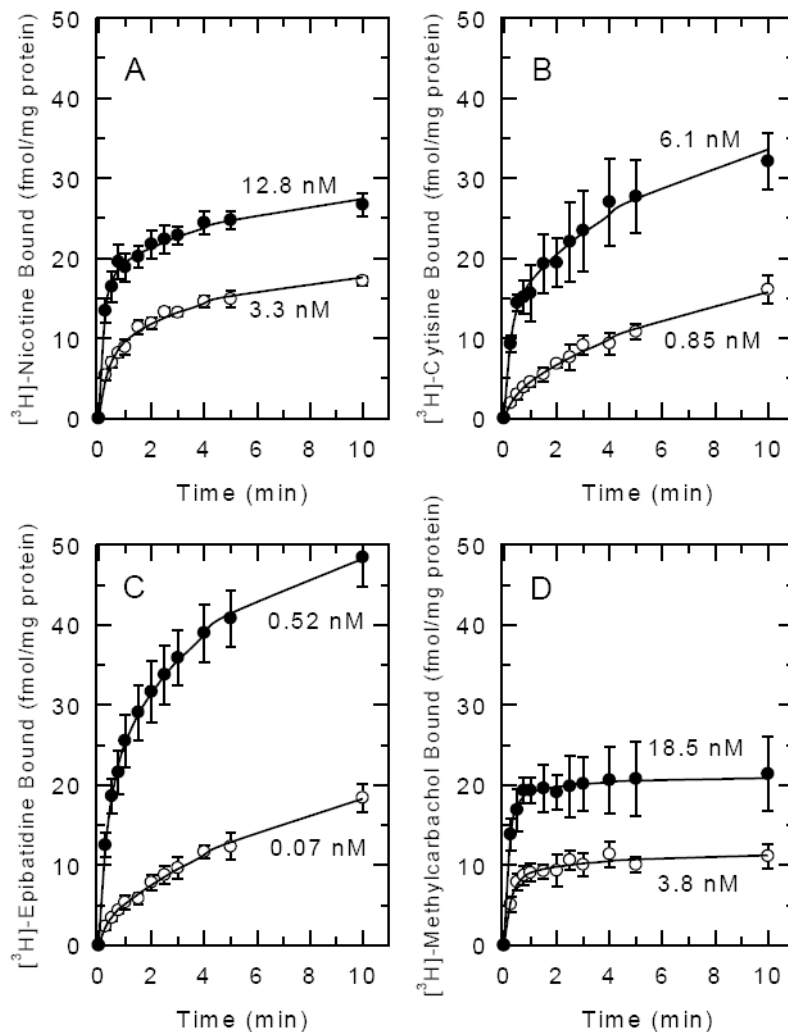 [³H]-Nicotine Bound (fmol/mg protein)
50
40
30
20
10
0
A
12.8 nM
3.3 nM
0 2 4 6 8 10
Time (min)
[³H]-Cytisine Bound (fmol/mg protein)
50
40
30
20
10
0
B
6.1 nM
0.85 nM
0 2 4 6 8 10
Time (min)
[³H]-Epibatidine Bound (fmol/mg protein)
50
40
30
20
10
0
C
0.52 nM
0.07 nM
0 2 4 6 8 10
Time (min)
[³H]-Methylcarbachol Bound (fmol/mg protein)
50
40
30
20
10
0
D
18.5 nM
3.8 nM
0 2 4 6 8 10
Time (min)